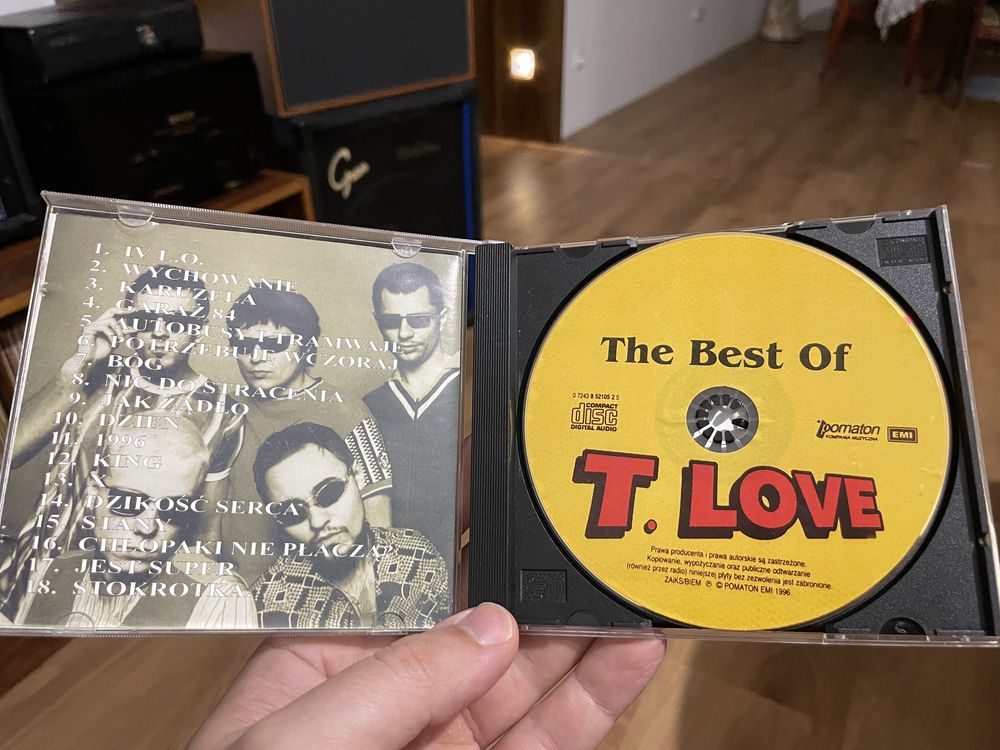 1. IV L.O.
2. WYCHOWANIE
3. KARUZELA
4. GARAŻ 84
5. AUTOBUSY I TRAMWAJE
6. POTRZEBUJĘ WCZORAJ
7. BÓG
8. NIC DO STRACENIA
9. JAK ŻĄDŁO
10. DZIEŃ
11. 1996
12. KING
13. X
14. DZIKOŚĆ SERCA
15. STANY
16. CHŁOPAKI NIE PŁACZĄ?
17. JEST SUPER
18. STOKROTKA
The Best Of
0 7243 8 52105 2 5
COMPACT
disc
DIGITAL AUDIO
pomaton
KOMPANIA MUZYCZNA
EMI
T. LOVE
Prawa producenta i prawa autorskie są zastrzeżone.
Kopiowanie, wypożyczanie oraz publiczne odtwarzanie
(również przez radio) niniejszej płyty bez zezwolenia jest zabronione.
ZAiKS/BIEM ℗ © POMATON EMI 1996